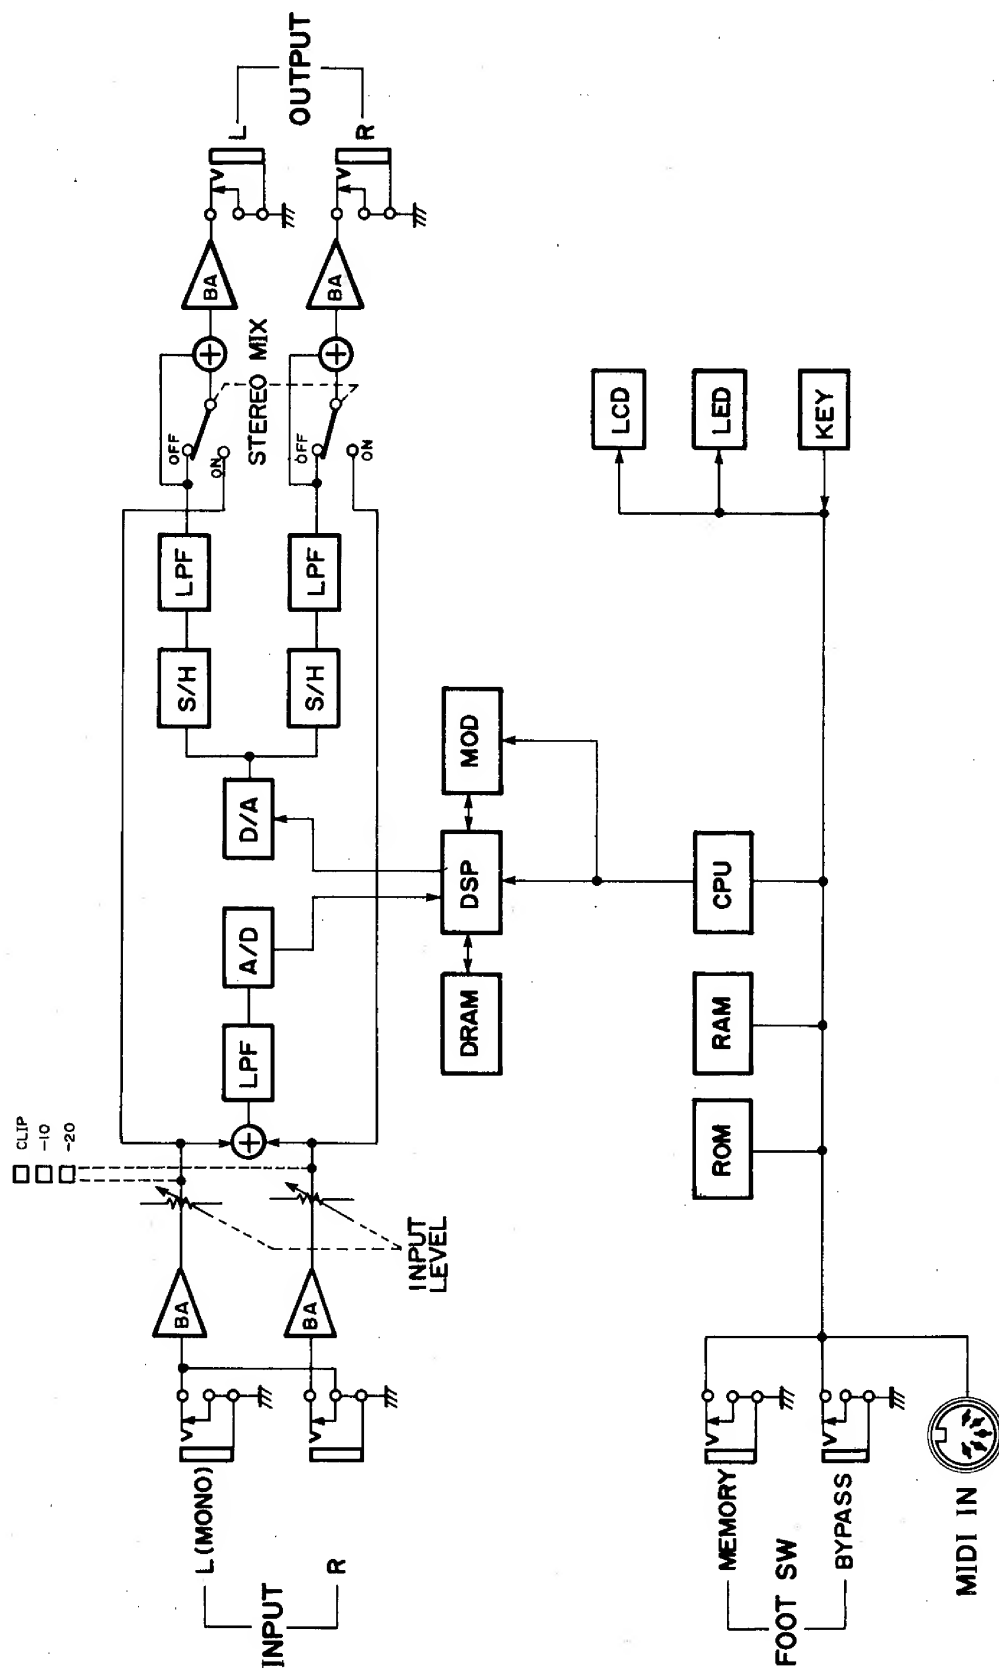 INPUT
L(MONO)
R
BA
BA
INPUT
LEVEL
CLIP
-10
-20
LPF
A/D
D/A
S/H
S/H
LPF
LPF
OFF
ON
OFF
ON
STEREO MIX
BA
BA
L
R
OUTPUT
DRAM
DSP
MOD
ROM
RAM
CPU
LCD
LED
KEY
FOOT SW
MEMORY
BYPASS
MIDI IN